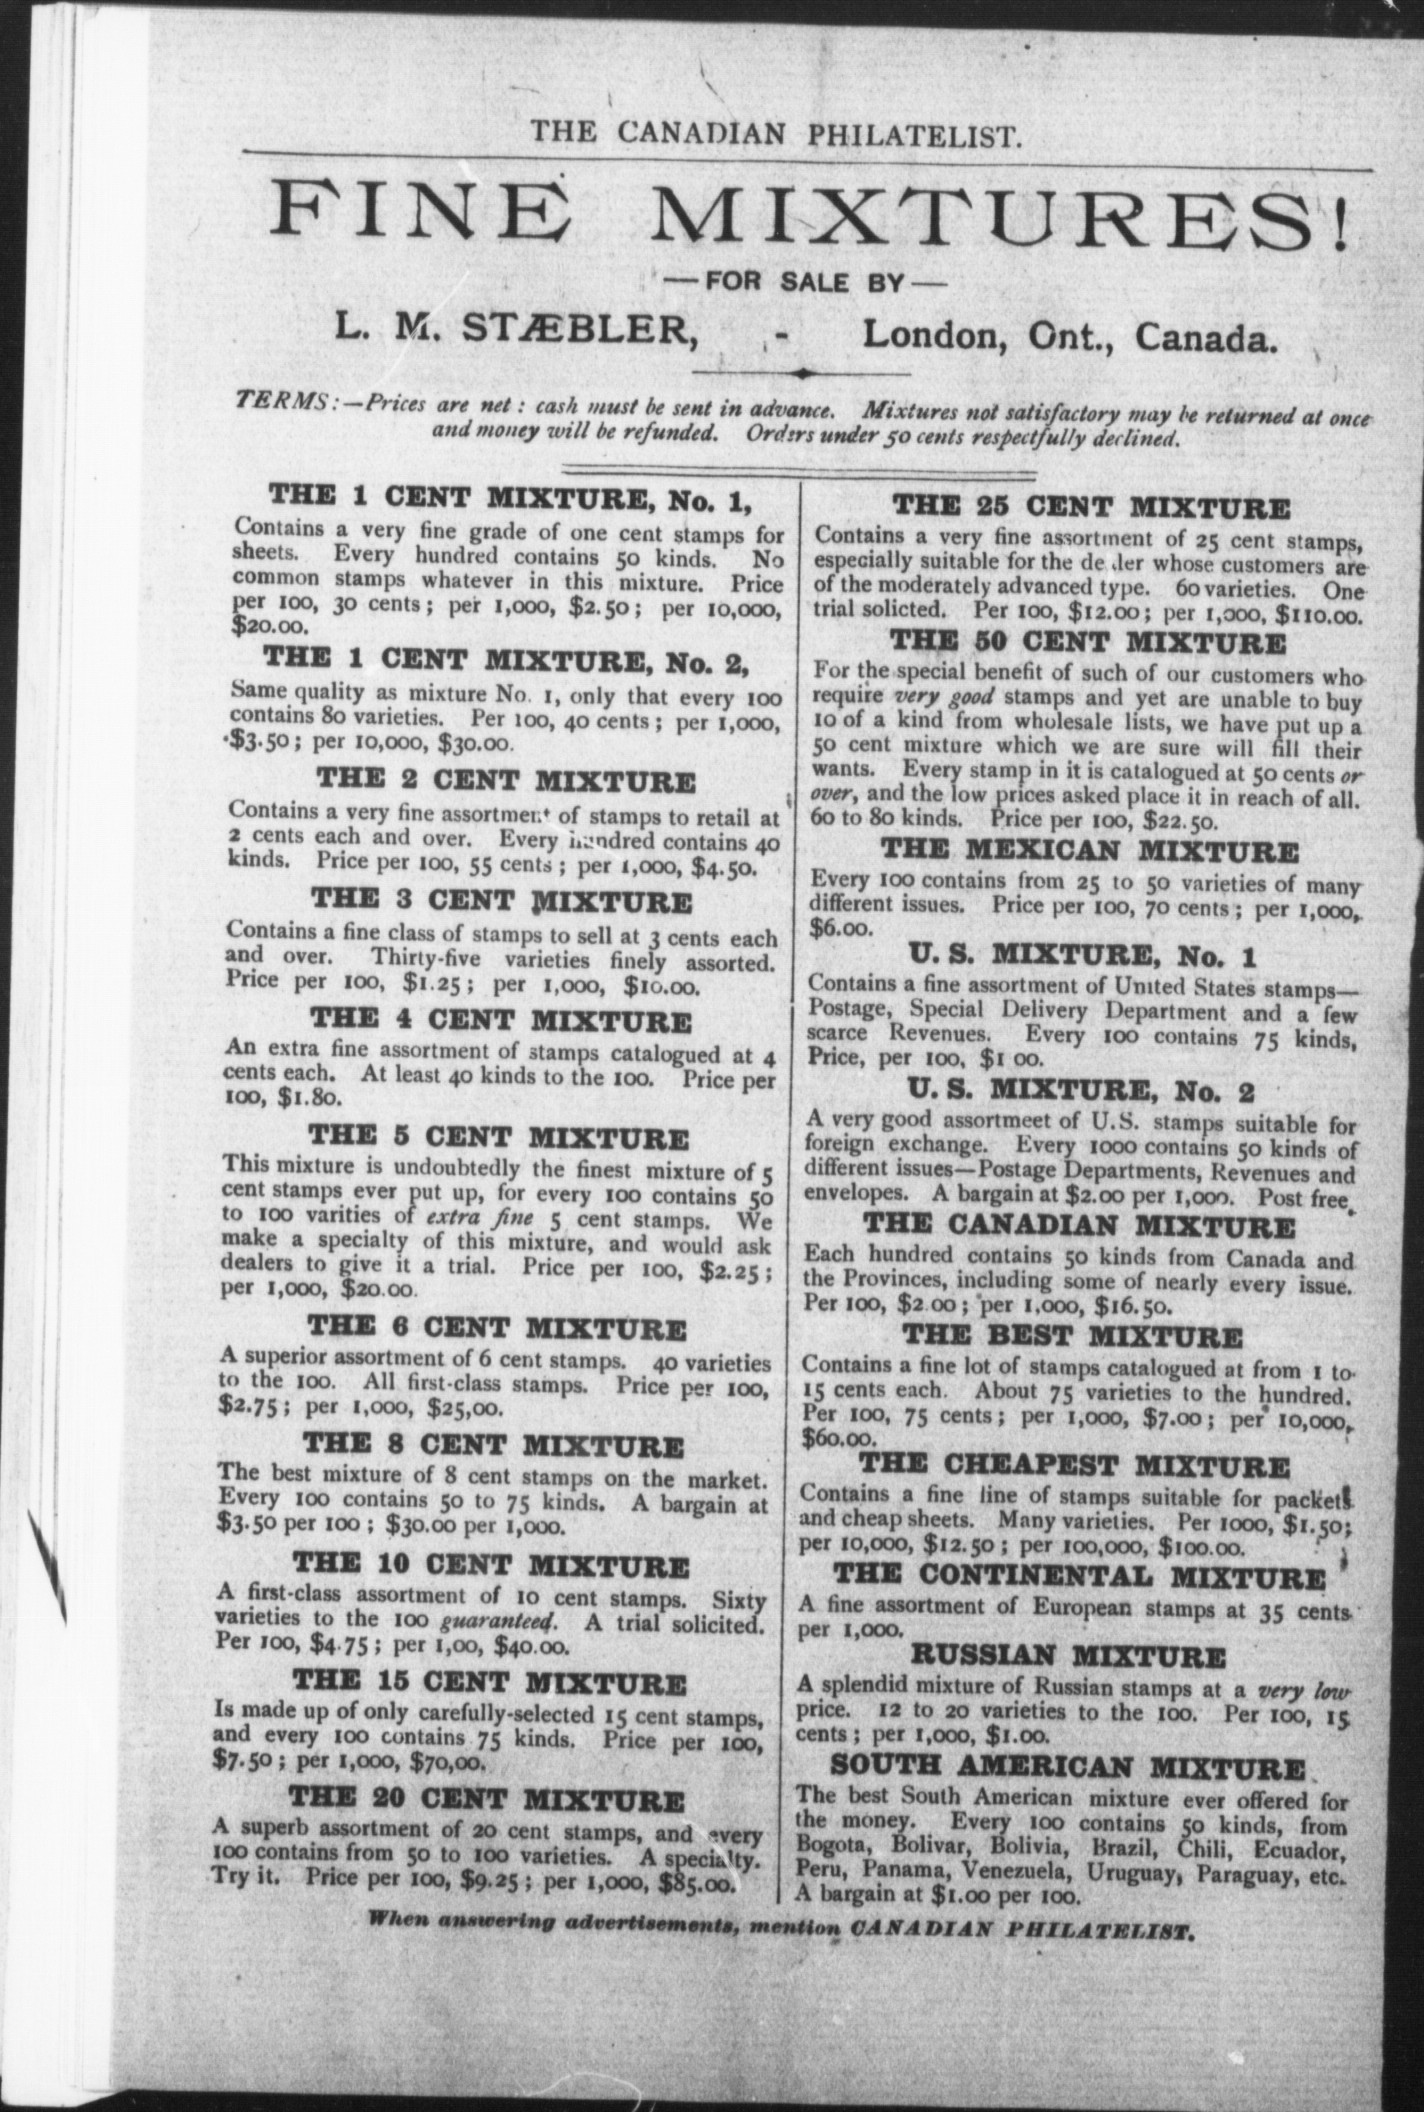 THE CANADIAN PHILATELIST.
FINE MIXTURES!
—FOR SALE BY—
L. M. STÆBLER, - London, Ont., Canada.
TERMS:—Prices are net: cash must be sent in advance. Mixtures not satisfactory may be returned at once
and money will be refunded. Orders under 50 cents respectfully declined.
THE 1 CENT MIXTURE, No. 1,
Contains a very fine grade of one cent stamps for
sheets. Every hundred contains 50 kinds. No
common stamps whatever in this mixture. Price
per 100, 30 cents; per 1,000, $2.50; per 10,000,
$20.00.
THE 1 CENT MIXTURE, No. 2,
Same quality as mixture No. 1, only that every 100
contains 80 varieties. Per 100, 40 cents; per 1,000,
$3.50; per 10,000, $30.00.
THE 2 CENT MIXTURE
Contains a very fine assortment of stamps to retail at
2 cents each and over. Every hundred contains 40
kinds. Price per 100, 55 cents; per 1,000, $4.50.
THE 3 CENT MIXTURE
Contains a fine class of stamps to sell at 3 cents each
and over. Thirty-five varieties finely assorted.
Price per 100, $1.25; per 1,000, $10.00.
THE 4 CENT MIXTURE
An extra fine assortment of stamps catalogued at 4
cents each. At least 40 kinds to the 100. Price per
100, $1.80.
THE 5 CENT MIXTURE
This mixture is undoubtedly the finest mixture of 5
cent stamps ever put up, for every 100 contains 50
to 100 varities of extra fine 5 cent stamps. We
make a specialty of this mixture, and would ask
dealers to give it a trial. Price per 100, $2.25;
per 1,000, $20.00.
THE 6 CENT MIXTURE
A superior assortment of 6 cent stamps. 40 varieties
to the 100. All first-class stamps. Price per 100,
$2.75; per 1,000, $25,00.
THE 8 CENT MIXTURE
The best mixture of 8 cent stamps on the market.
Every 100 contains 50 to 75 kinds. A bargain at
$3.50 per 100; $30.00 per 1,000.
THE 10 CENT MIXTURE
A first-class assortment of 10 cent stamps. Sixty
varieties to the 100 guaranteed. A trial solicited.
Per 100, $4.75; per 1,00, $40.00.
THE 15 CENT MIXTURE
Is made up of only carefully-selected 15 cent stamps,
and every 100 contains 75 kinds. Price per 100,
$7.50; per 1,000, $70,00.
THE 20 CENT MIXTURE
A superb assortment of 20 cent stamps, and every
100 contains from 50 to 100 varieties. A specialty.
Try it. Price per 100, $9.25; per 1,000, $85.00.
THE 25 CENT MIXTURE
Contains a very fine assortment of 25 cent stamps,
especially suitable for the dealer whose customers are
of the moderately advanced type. 60 varieties. One
trial solicted. Per 100, $12.00; per 1,000, $110.00.
THE 50 CENT MIXTURE
For the special benefit of such of our customers who
require very good stamps and yet are unable to buy
10 of a kind from wholesale lists, we have put up a
50 cent mixture which we are sure will fill their
wants. Every stamp in it is catalogued at 50 cents or
over, and the low prices asked place it in reach of all.
60 to 80 kinds. Price per 100, $22.50.
THE MEXICAN MIXTURE
Every 100 contains from 25 to 50 varieties of many
different issues. Price per 100, 70 cents; per 1,000,
$6.00.
U. S. MIXTURE, No. 1
Contains a fine assortment of United States stamps—
Postage, Special Delivery Department and a few
scarce Revenues. Every 100 contains 75 kinds,
Price, per 100, $1 00.
U. S. MIXTURE, No. 2
A very good assortmeet of U.S. stamps suitable for
foreign exchange. Every 1000 contains 50 kinds of
different issues—Postage Departments, Revenues and
envelopes. A bargain at $2.00 per 1,000. Post free.
THE CANADIAN MIXTURE
Each hundred contains 50 kinds from Canada and
the Provinces, including some of nearly every issue.
Per 100, $2.00; per 1,000, $16.50.
THE BEST MIXTURE
Contains a fine lot of stamps catalogued at from 1 to
15 cents each. About 75 varieties to the hundred.
Per 100, 75 cents; per 1,000, $7.00; per 10,000,
$60.00.
THE CHEAPEST MIXTURE
Contains a fine line of stamps suitable for packets
and cheap sheets. Many varieties. Per 1000, $1.50;
per 10,000, $12.50; per 100,000, $100.00.
THE CONTINENTAL MIXTURE
A fine assortment of European stamps at 35 cents
per 1,000.
RUSSIAN MIXTURE
A splendid mixture of Russian stamps at a very low
price. 12 to 20 varieties to the 100. Per 100, 15
cents; per 1,000, $1.00.
SOUTH AMERICAN MIXTURE
The best South American mixture ever offered for
the money. Every 100 contains 50 kinds, from
Bogota, Bolivar, Bolivia, Brazil, Chili, Ecuador,
Peru, Panama, Venezuela, Uruguay, Paraguay, etc.
A bargain at $1.00 per 100.
When answering advertisements, mention CANADIAN PHILATELIST.